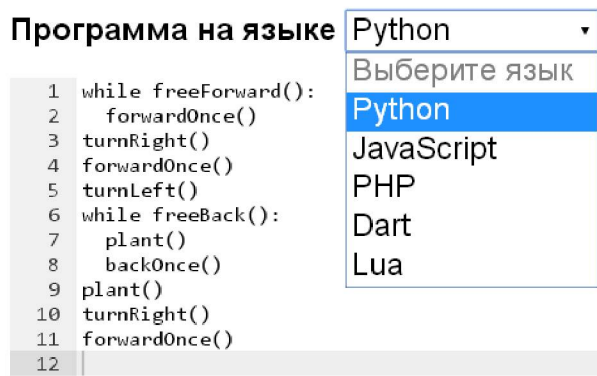 Программа на языке Python
Выберите язык
Python
JavaScript
PHP
Dart
Lua
1 while freeForward():
2 forwardOnce()
3 turnRight()
4 forwardOnce()
5 turnLeft()
6 while freeBack():
7 plant()
8 backOnce()
9 plant()
10 turnRight()
11 forwardOnce()
12